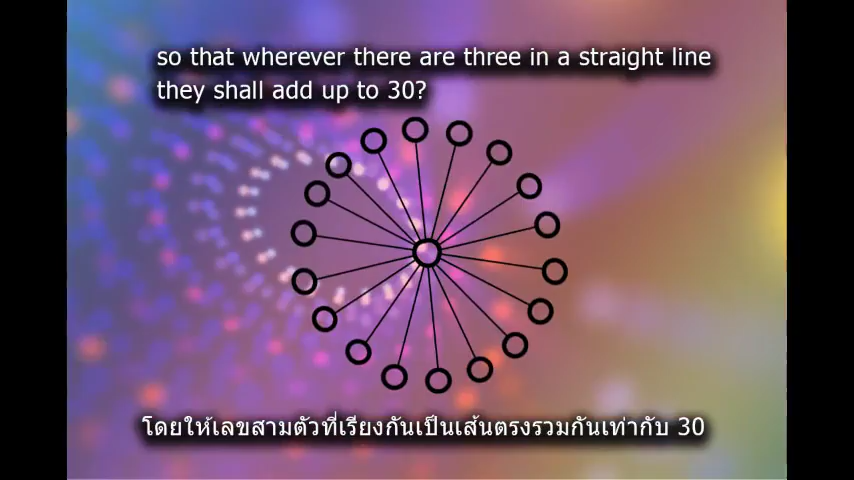 so that wherever there are three in a straight line
they shall add up to 30?
โดยให้เลขสามตัวที่เรียงกันเป็นเส้นตรงรวมกันเท่ากับ 30